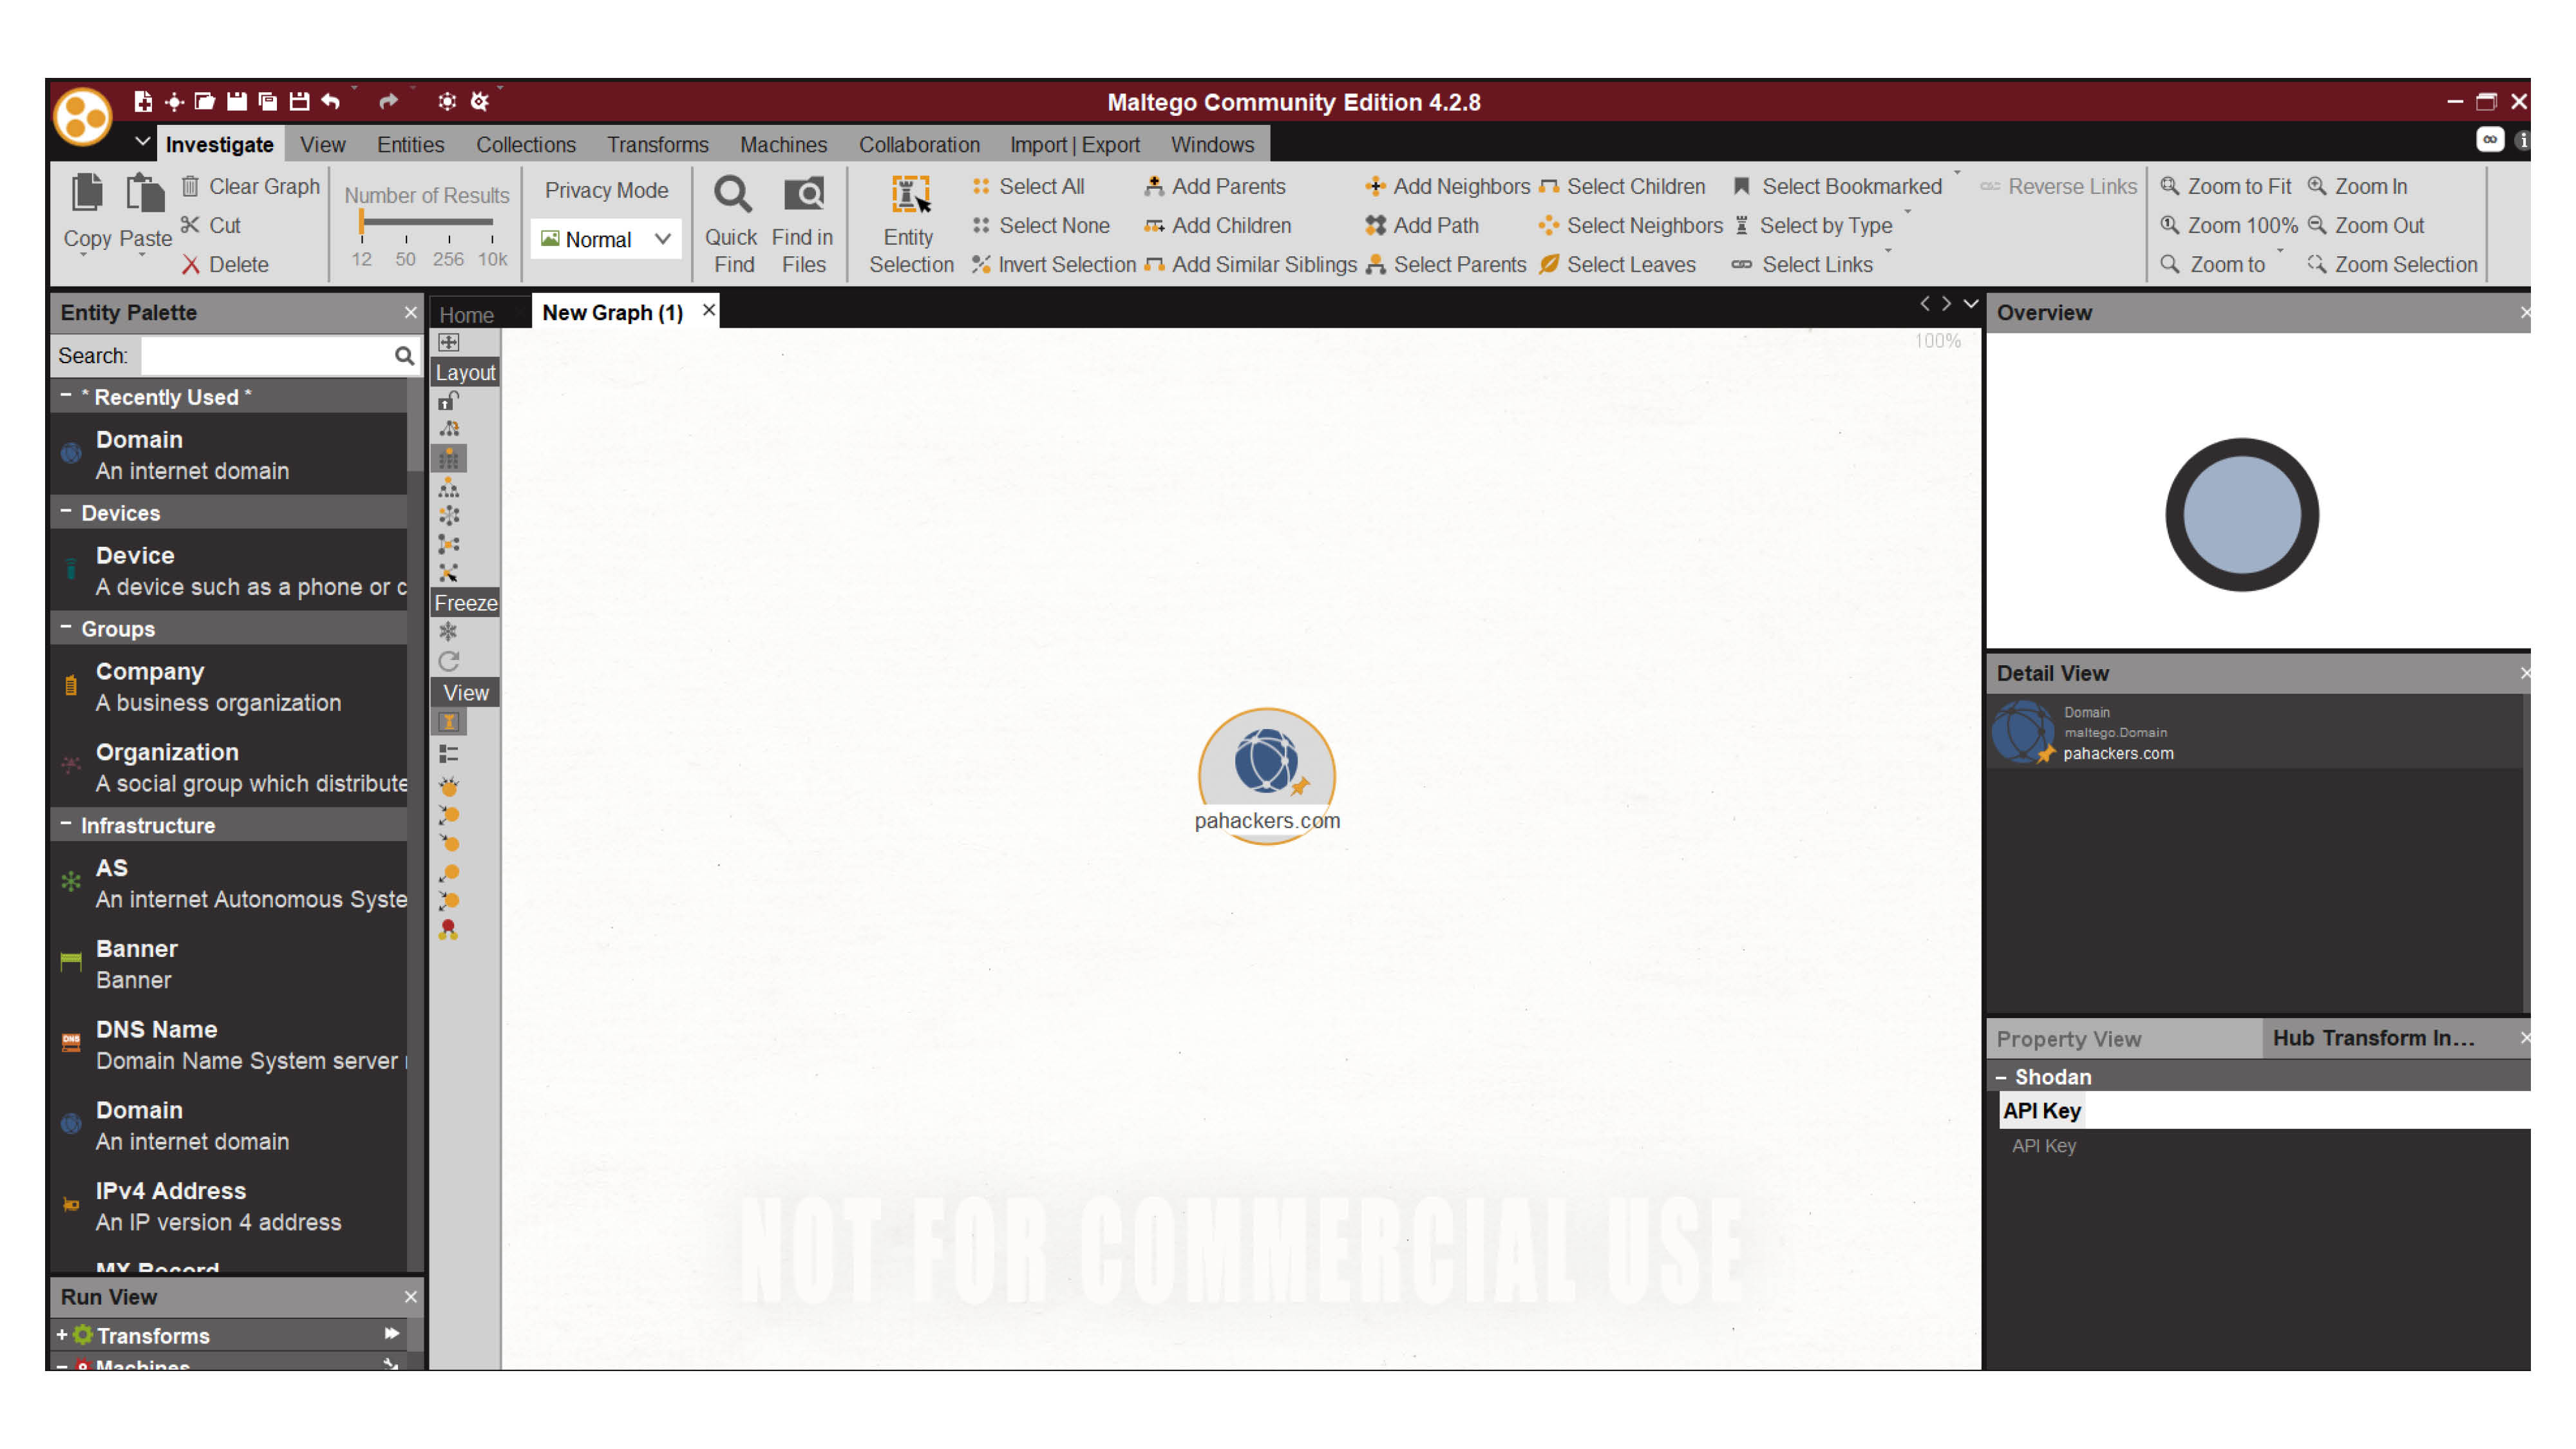 Maltego Community Edition 4.2.8
Investigate View Entities Collections Transforms Machines Collaboration Import | Export Windows
Copy Paste Clear Graph Cut Delete
Number of Results
12 50 256 10k
Privacy Mode
Normal
Quick Find
Find in Files
Entity Selection
Select All Add Parents Add Neighbors Select Children Select Bookmarked Reverse Links Zoom to Fit Zoom In
Select None Add Children Add Path Select Neighbors Select by Type Zoom 100% Zoom Out
Invert Selection Add Similar Siblings Select Parents Select Leaves Select Links Zoom to Zoom Selection
Entity Palette
Search:
* Recently Used *
Domain
An internet domain
Devices
Device
A device such as a phone or c
Groups
Company
A business organization
Organization
A social group which distribute
Infrastructure
AS
An internet Autonomous Syste
Banner
Banner
DNS Name
DNS
Domain Name System server
Domain
An internet domain
IPv4 Address
An IP version 4 address
MX Record
Run View
Transforms
Machines
Home
New Graph (1)
Layout
Freeze
View
100%
pahackers.com
NOT FOR COMMERCIAL USE
Overview
Detail View
Domain
maltego.Domain
pahackers.com
Property View
Hub Transform In...
Shodan
API Key
API Key